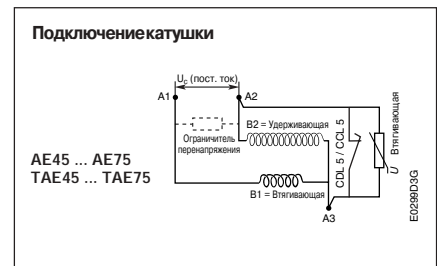 Подключение катушки
Uc (пост. ток)
A1
A2
B2 = Удерживающая
Ограничитель
перенапряжения
AE45 ... AE75
TAE45 ... TAE75
B1 = Втягивающая
A3
CDL 5 / CCL 5
U
Втягивающая
E0299D3G